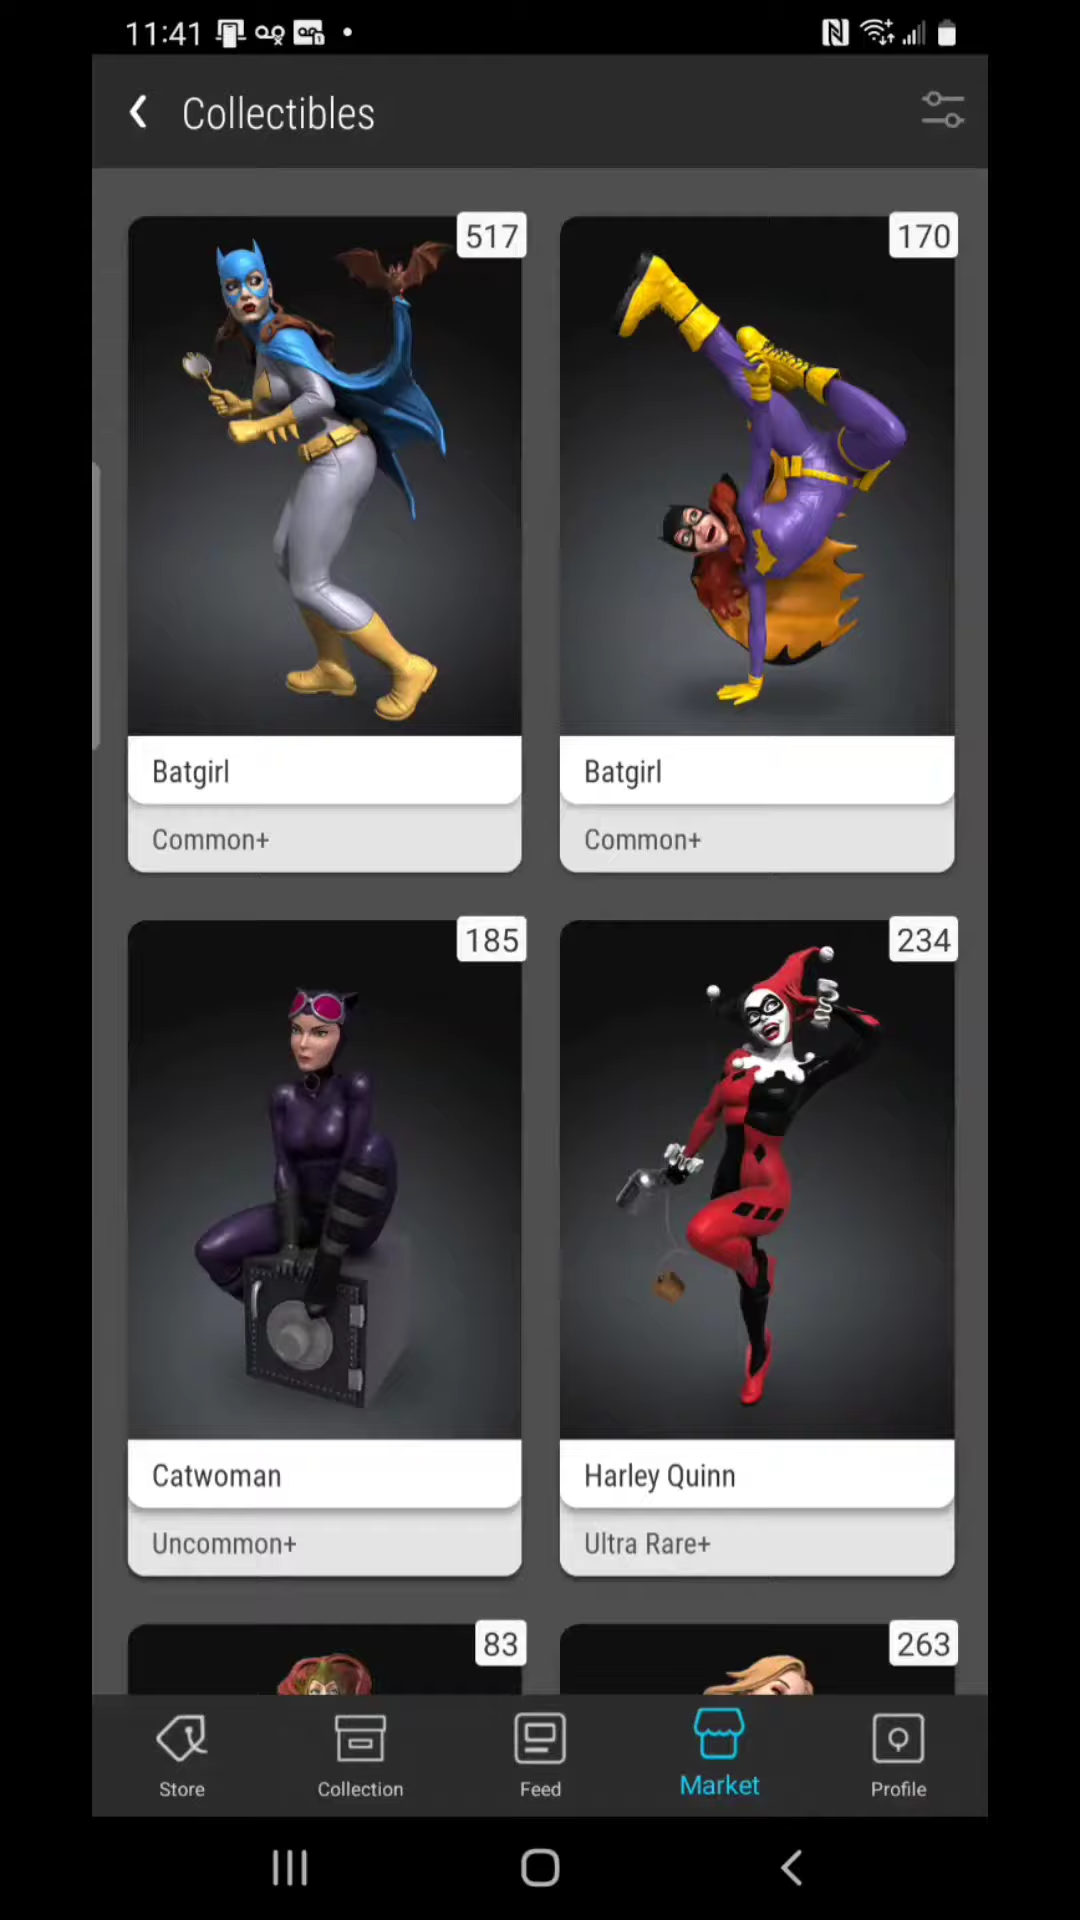 11:41
Collectibles
517
170
Batgirl
Common+
Batgirl
Common+
185
234
Catwoman
Uncommon+
Harley Quinn
Ultra Rare+
83
263
Store
Collection
Feed
Market
Profile